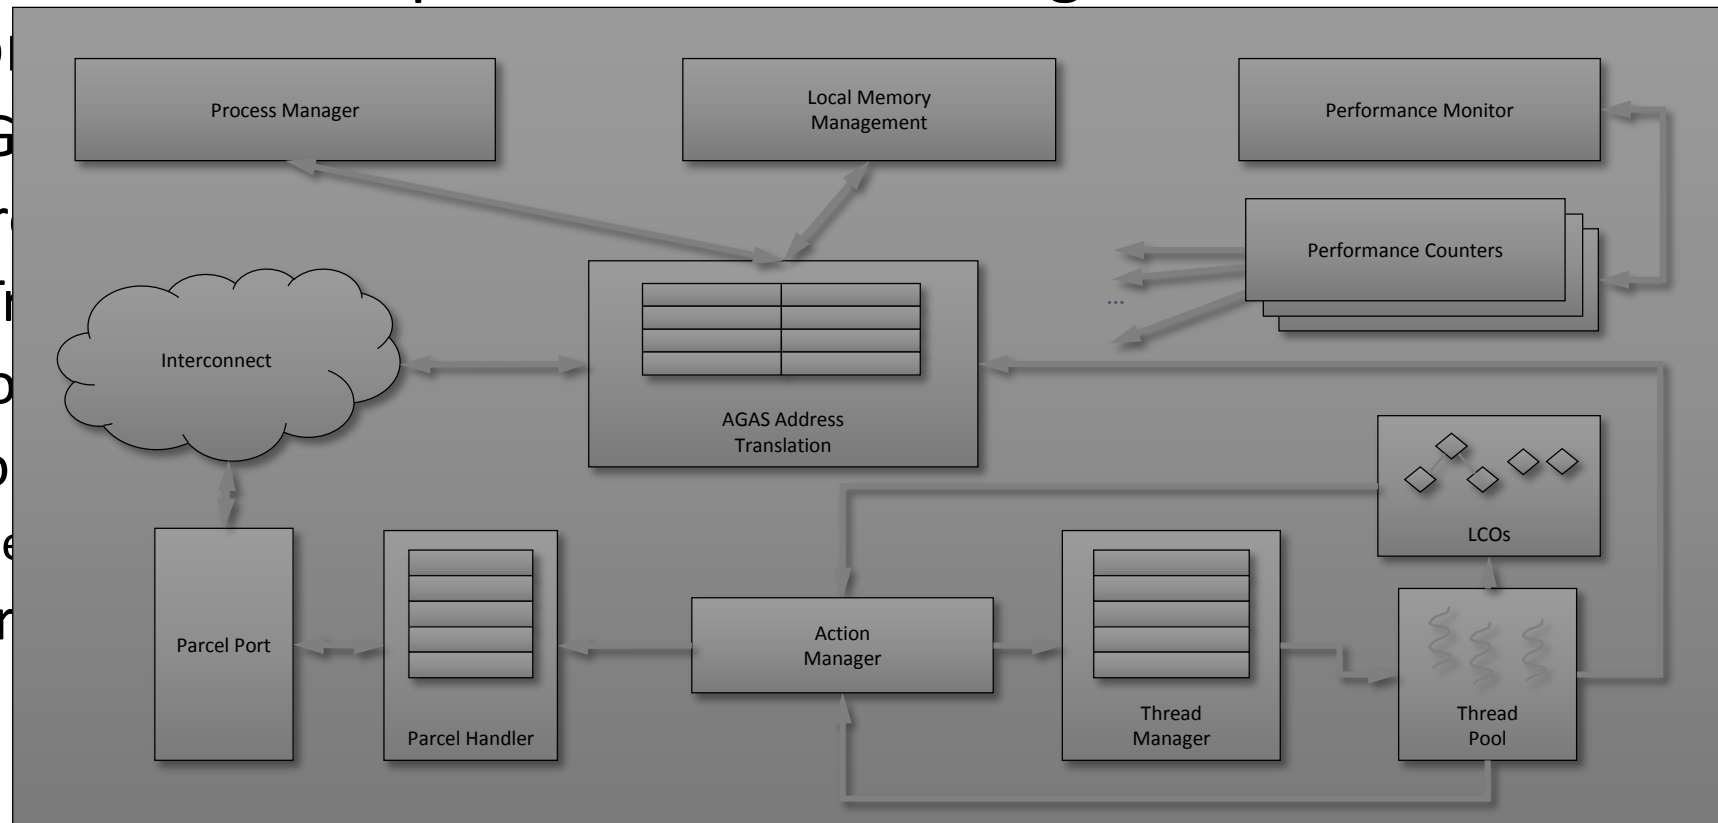 Process Manager
Local Memory
Management
Performance Monitor
Performance Counters
...
Interconnect
AGAS Address
Translation
LCOs
Parcel Port
Parcel Handler
Action
Manager
Thread
Manager
Thread
Pool